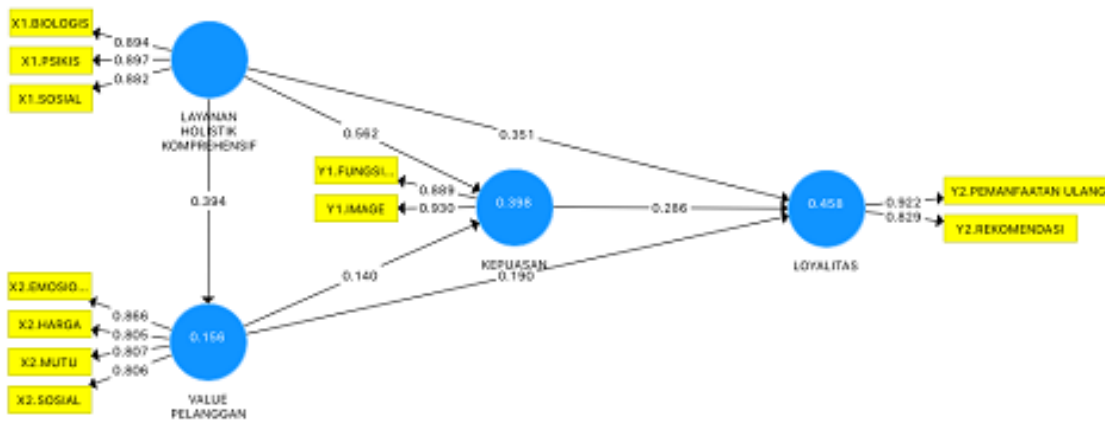 X1.BIOLOGIS
0.894
X1.PSIKIS
0.897
X1.SOSIAL
0.882
LAYANAN
HOLISTIK
KOMPREHENSIF
0.562
0.351
0.394
Y1.FUNGSI...
0.889
Y1.IMAGE
0.930
0.398
KEPUASAN
0.286
0.458
LOYALITAS
0.922
Y2.PEMANFAATAN ULANG
0.829
Y2.REKOMENDASI
0.140
0.190
X2.EMOSIO...
0.866
X2.HARGA
0.805
X2.MUTU
0.807
X2.SOSIAL
0.806
0.156
VALUE
PELANGGAN